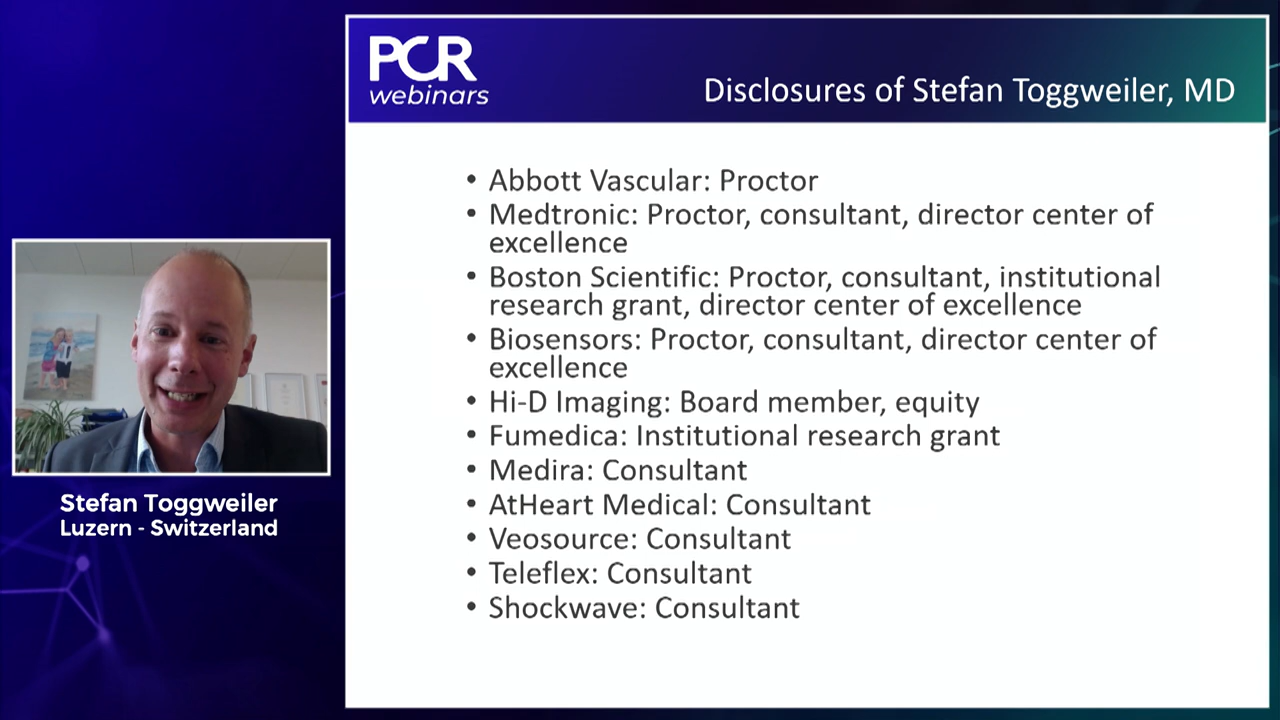 PCR
webinars
Disclosures of Stefan Toggweiler, MD
• Abbott Vascular: Proctor
• Medtronic: Proctor, consultant, director center of
excellence
• Boston Scientific: Proctor, consultant, institutional
research grant, director center of excellence
• Biosensors: Proctor, consultant, director center of
excellence
• Hi-D Imaging: Board member, equity
• Fumedica: Institutional research grant
• Medira: Consultant
• AtHeart Medical: Consultant
• Veosource: Consultant
• Teleflex: Consultant
• Shockwave: Consultant
Stefan Toggweiler
Luzern - Switzerland